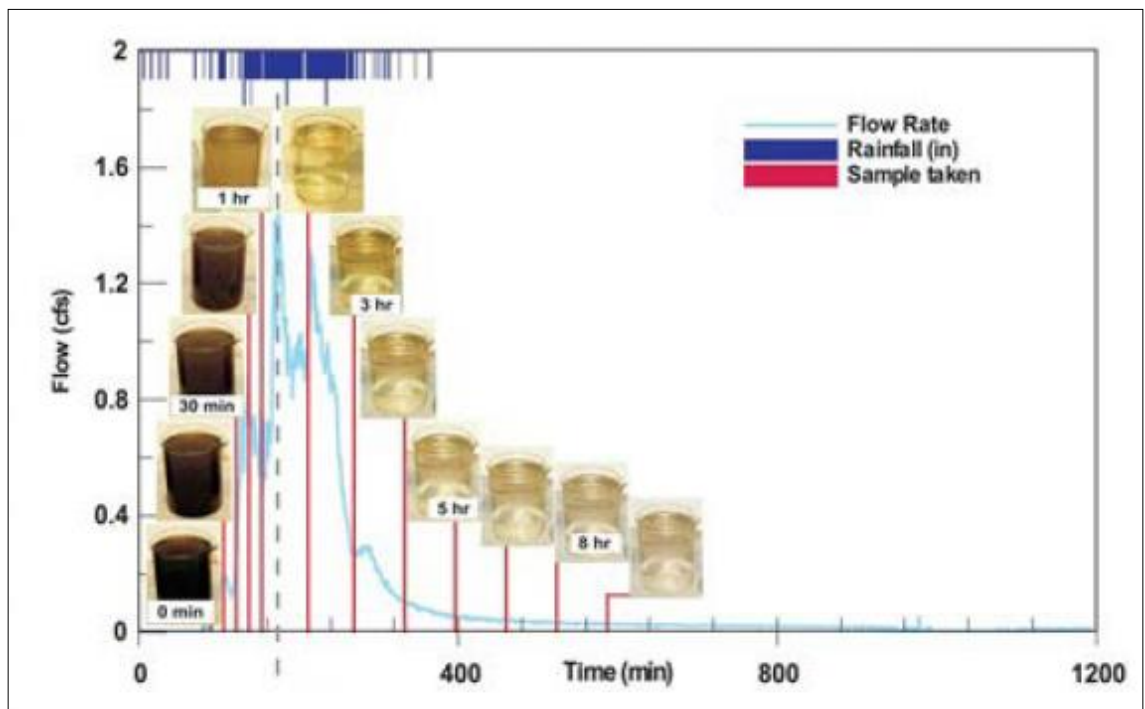 2
1.6
1.2
0.8
0.4
0
Flow (cfs)
Flow Rate
Rainfall (in)
Sample taken
1 hr
3 hr
30 min
5 hr
8 hr
0 min
0
400
Time (min)
800
1200